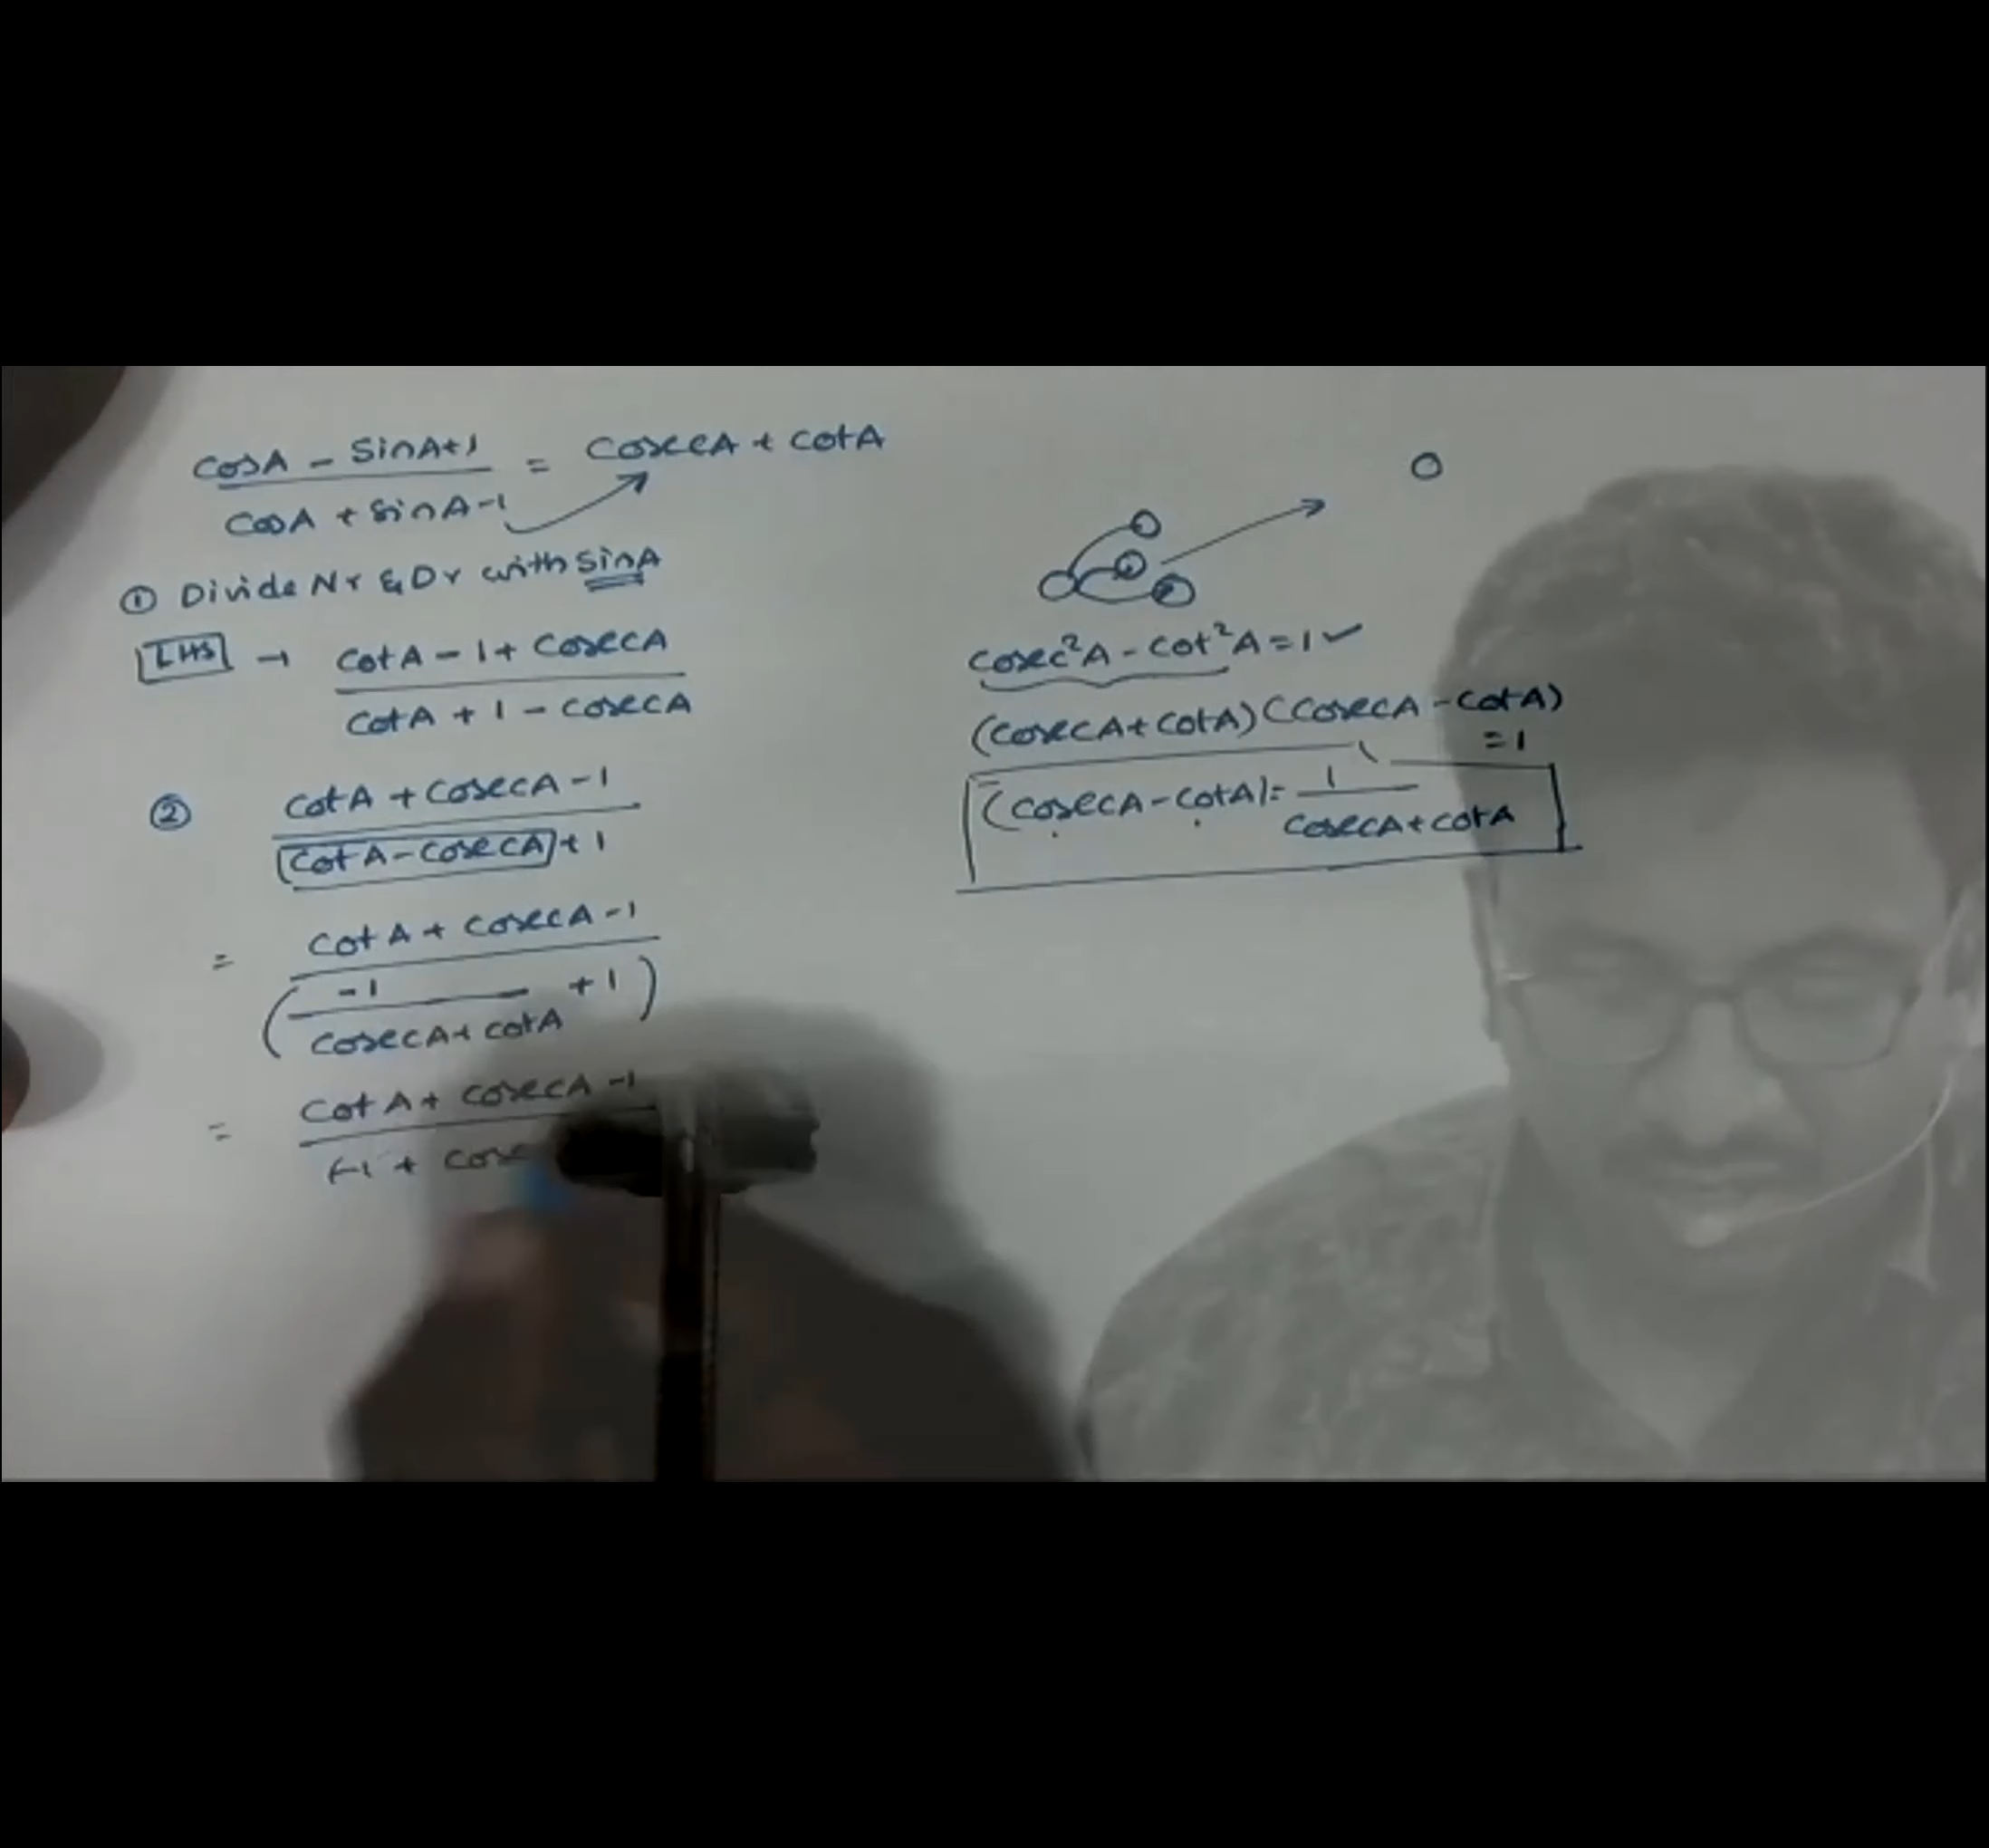 CosA - SinA+1 = CosecA + CotA
CosA + SinA-1
① Divide Nr & Dr with SinA
LHS → CotA - 1 + CosecA
CotA + 1 - CosecA
② CotA + CosecA - 1
CotA - CosecA + 1
= CotA + CosecA - 1
( -1 + 1 )
CosecA + CotA
= CotA + CosecA - 1
-1 +
Cosec²A - Cot²A = 1 ✓
(CosecA + CotA) (CosecA - CotA)
= 1
(CosecA - CotA) = 1
CosecA + CotA